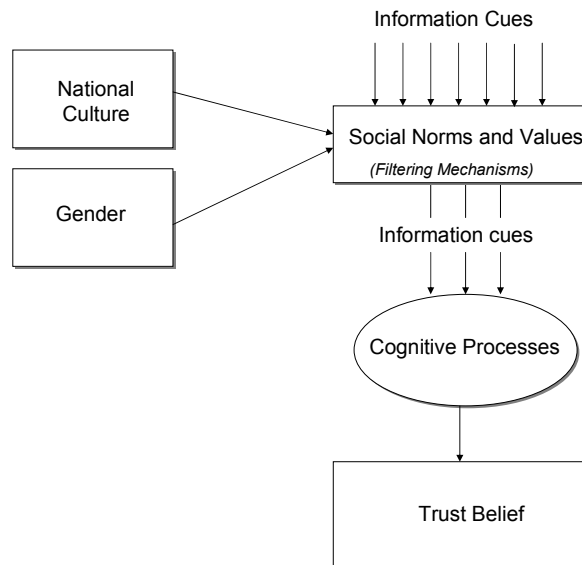 Information Cues
National
Culture
Social Norms and Values
(Filtering Mechanisms)
Gender
Information cues
Cognitive Processes
Trust Belief